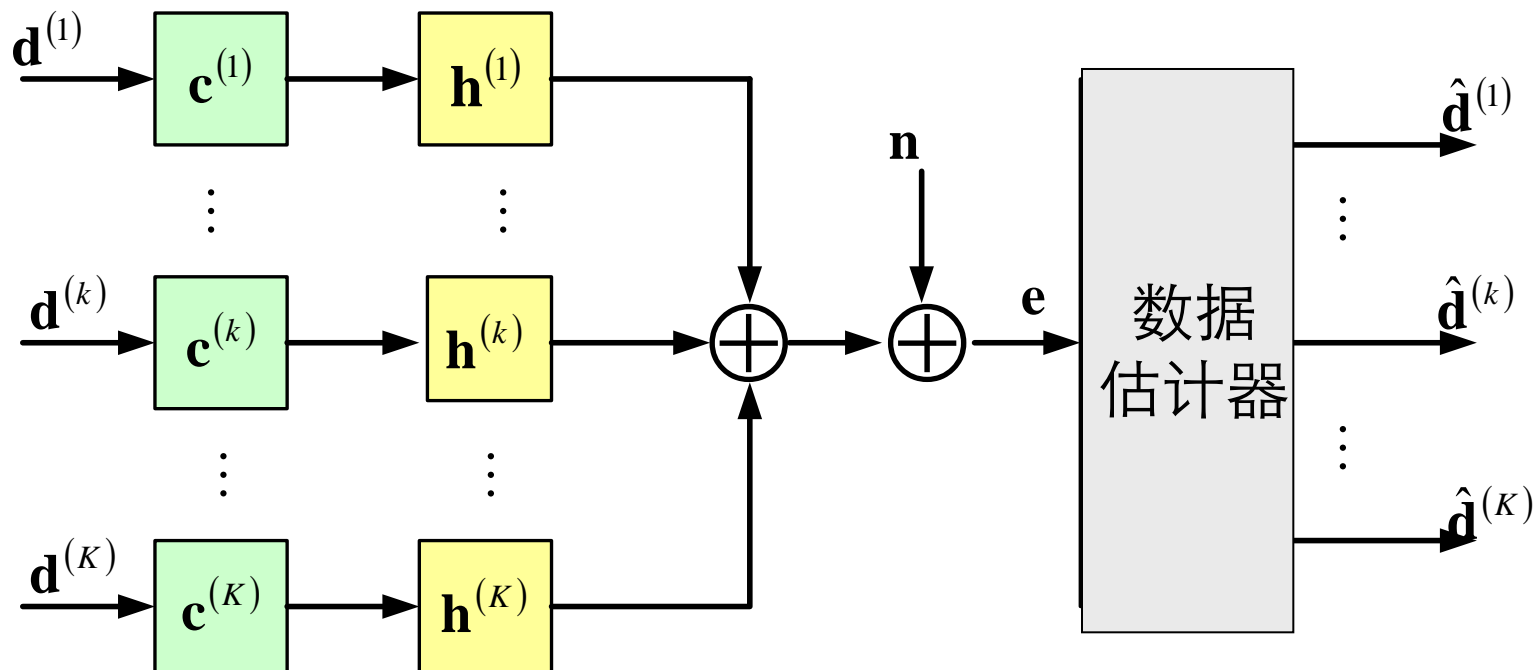 d^(1)
c^(1)
h^(1)
⋮ ⋮
d^(k)
c^(k)
h^(k)
⋮ ⋮
d^(K)
c^(K)
h^(K)
n
e
数据
估计器
d̂^(1)
⋮
d̂^(k)
⋮
d̂^(K)